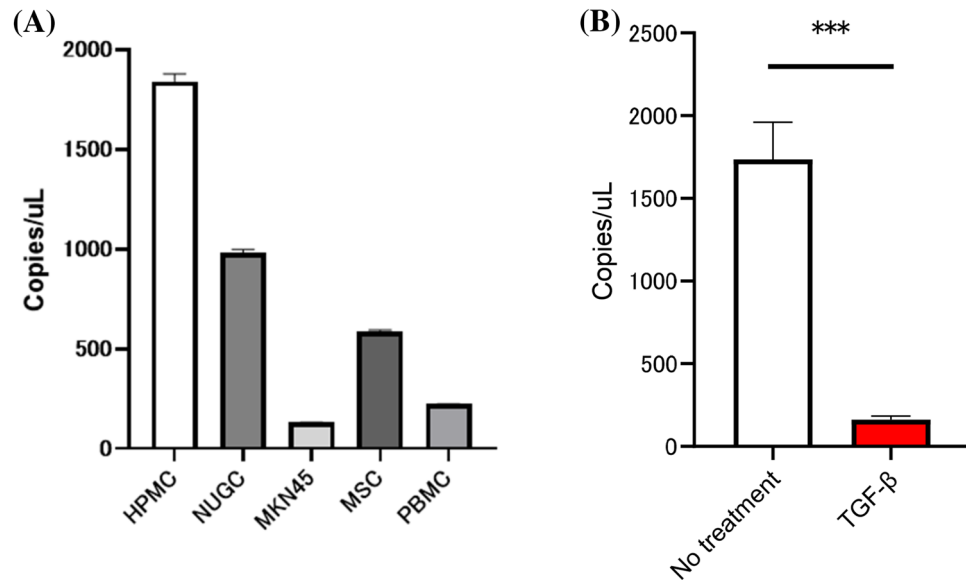 (A)
2000
1500
1000
500
0
Copies/uL
HPMC
NUGC
MKN45
MSC
PBMC
(B)
2500
2000
1500
1000
500
0
Copies/uL
***
No treatment
TGF-β